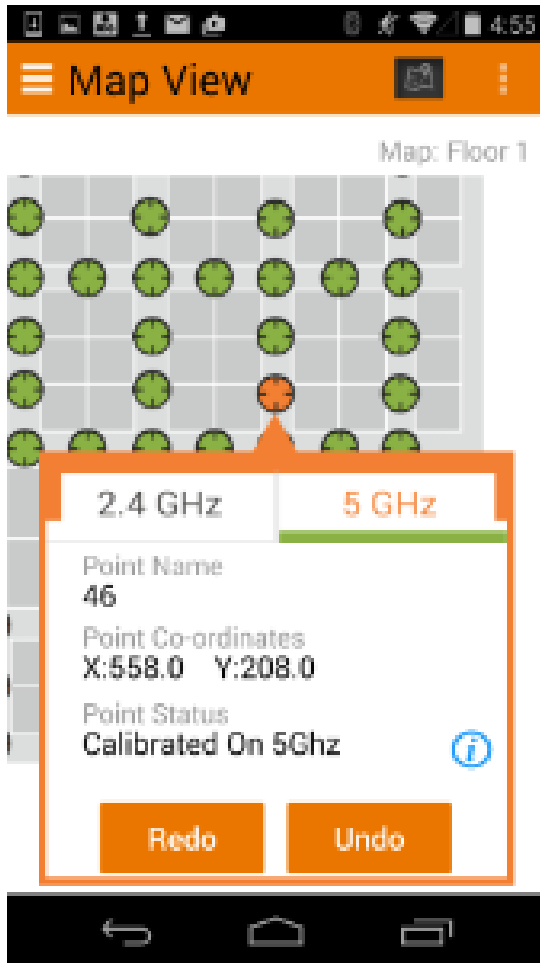 4:55
Map View
Map: Floor 1
2.4 GHz 5 GHz
Point Name
46
Point Co-ordinates
X:558.0 Y:208.0
Point Status
Calibrated On 5Ghz
i
Redo Undo